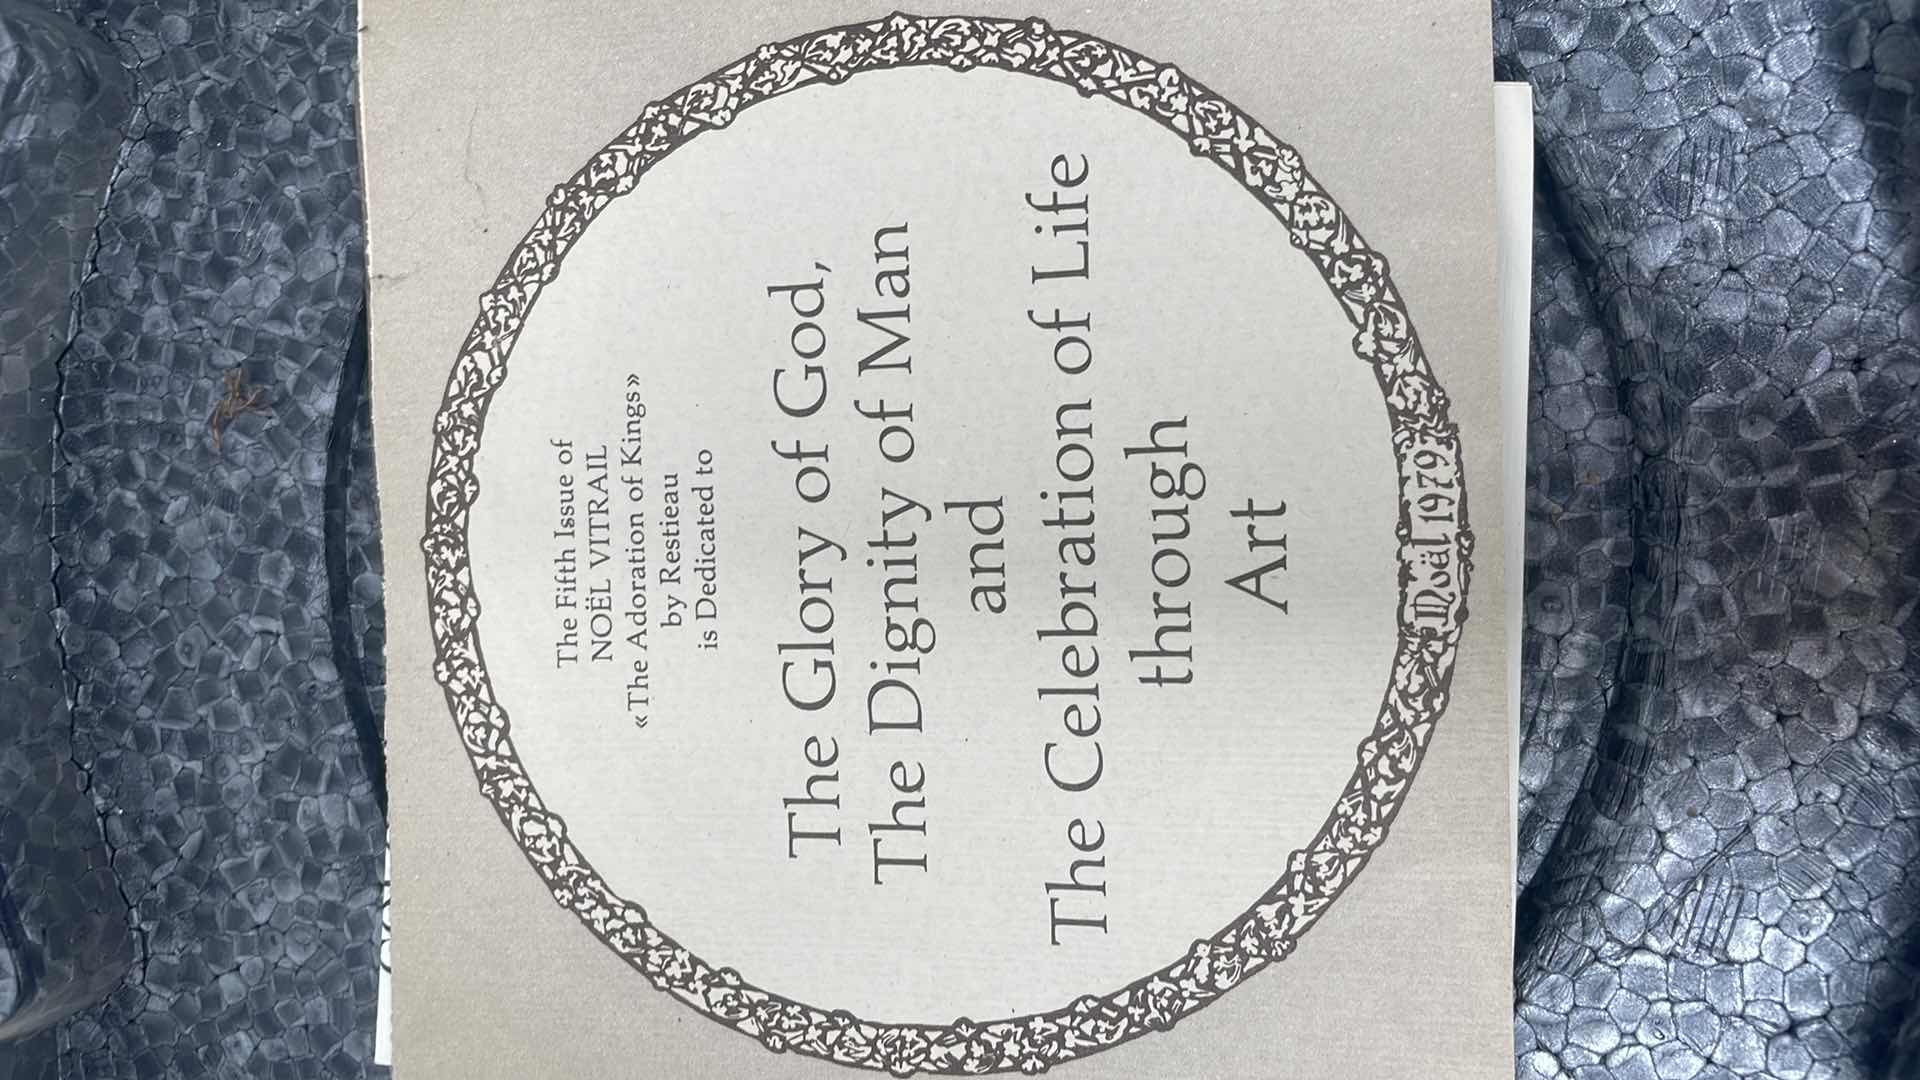 The Fifth Issue of
NOËL VITRAIL
«The Adoration of Kings»
by Restieau
is Dedicated to
The Glory of God,
The Dignity of Man
and
The Celebration of Life
through
Art
Noël 1979